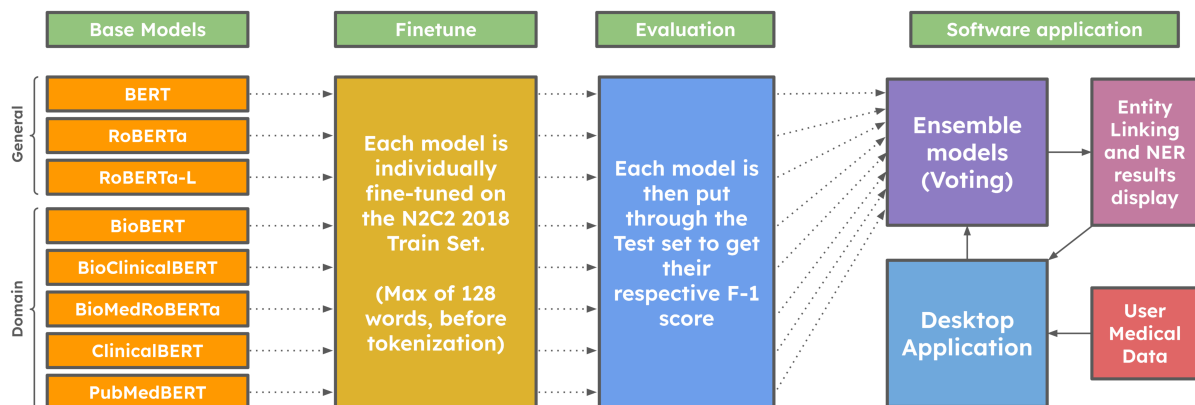 Base Models
Finetune
Evaluation
Software application
General
BERT
RoBERTa
RoBERTa-L
Domain
BioBERT
BioClinicalBERT
BioMedRoBERTa
ClinicalBERT
PubMedBERT
Each model is
individually
fine-tuned on
the N2C2 2018
Train Set.
(Max of 128
words, before
tokenization)
Each model is
then put
through the
Test set to get
their
respective F-1
score
Ensemble
models
(Voting)
Entity
Linking
and NER
results
display
Desktop
Application
User
Medical
Data